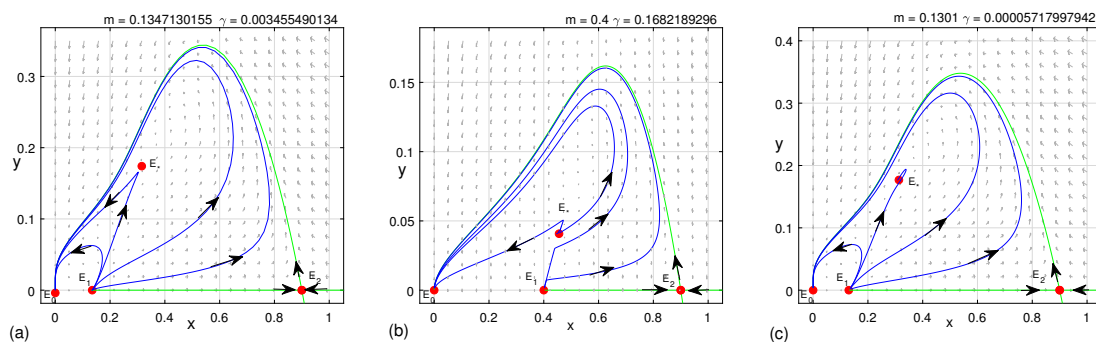 m = 0.1347130155 γ = 0.003455490134
0.3
0.2
y
0.1
0
E*
E1
E2
E0
0 0.2 0.4 0.6 0.8 1
x
(a)
m = 0.4 γ = 0.1682189296
0.15
0.1
y
0.05
0
E*
E1
E2
E0
0 0.2 0.4 0.6 0.8 1
x
(b)
m = 0.1301 γ = 0.00005717997942
0.4
0.3
0.2
y
0.1
0
E*
E1
E2
E0
0 0.2 0.4 0.6 0.8 1
x
(c)